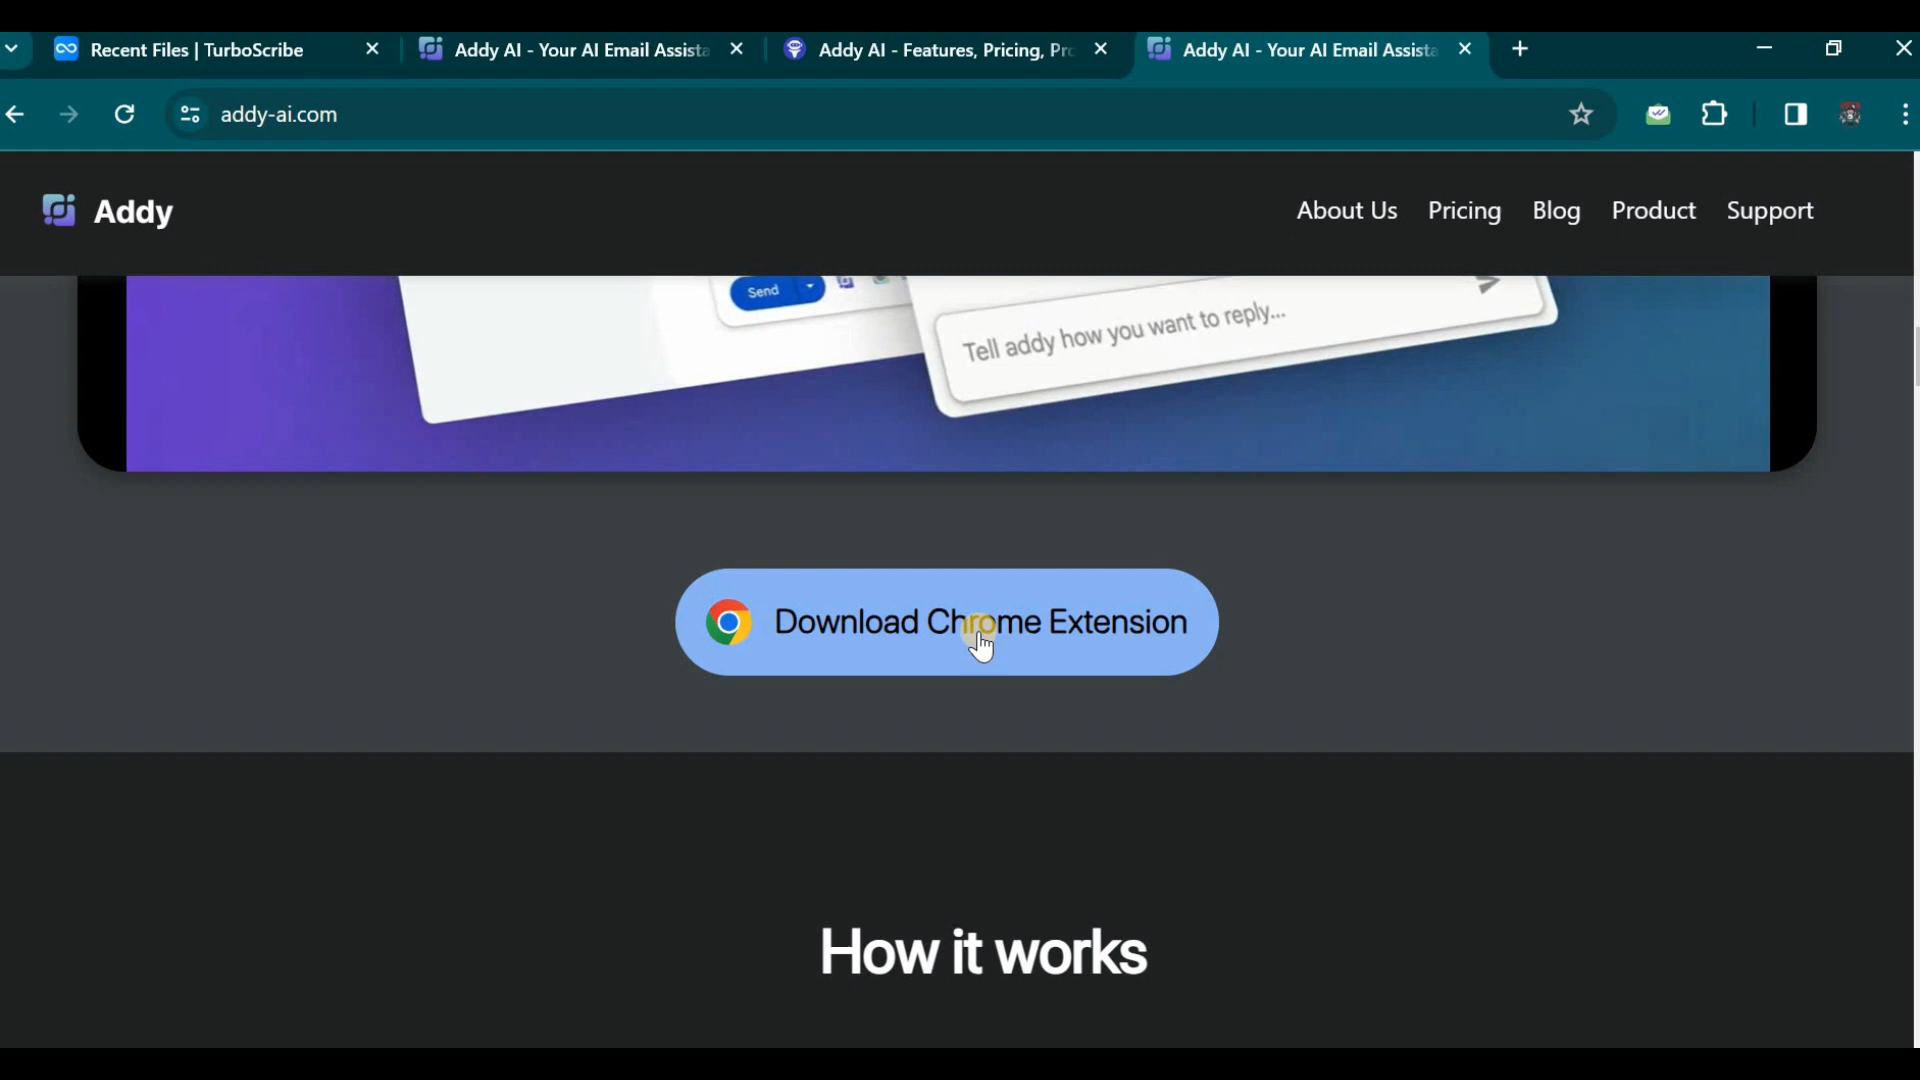 Recent Files | TurboScribe
Addy AI - Your AI Email Assista
Addy AI - Features, Pricing, Pro
Addy AI - Your AI Email Assista
addy-ai.com
Addy
About Us
Pricing
Blog
Product
Support
Send
Tell addy how you want to reply...
Download Chrome Extension
How it works